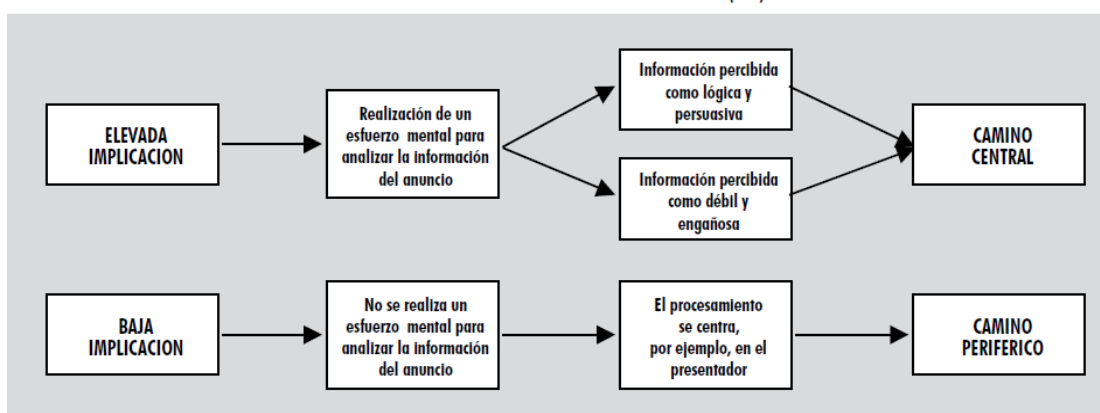 ELEVADA
IMPLICACION
Realización de un
esfuerzo mental para
analizar la información
del anuncio
Información percibida
como lógica y
persuasiva
Información percibida
como débil y
engañosa
CAMINO
CENTRAL
BAJA
IMPLICACION
No se realiza un
esfuerzo mental para
analizar la información
del anuncio
El procesamiento
se centra,
por ejemplo, en el
presentador
CAMINO
PERIFERICO